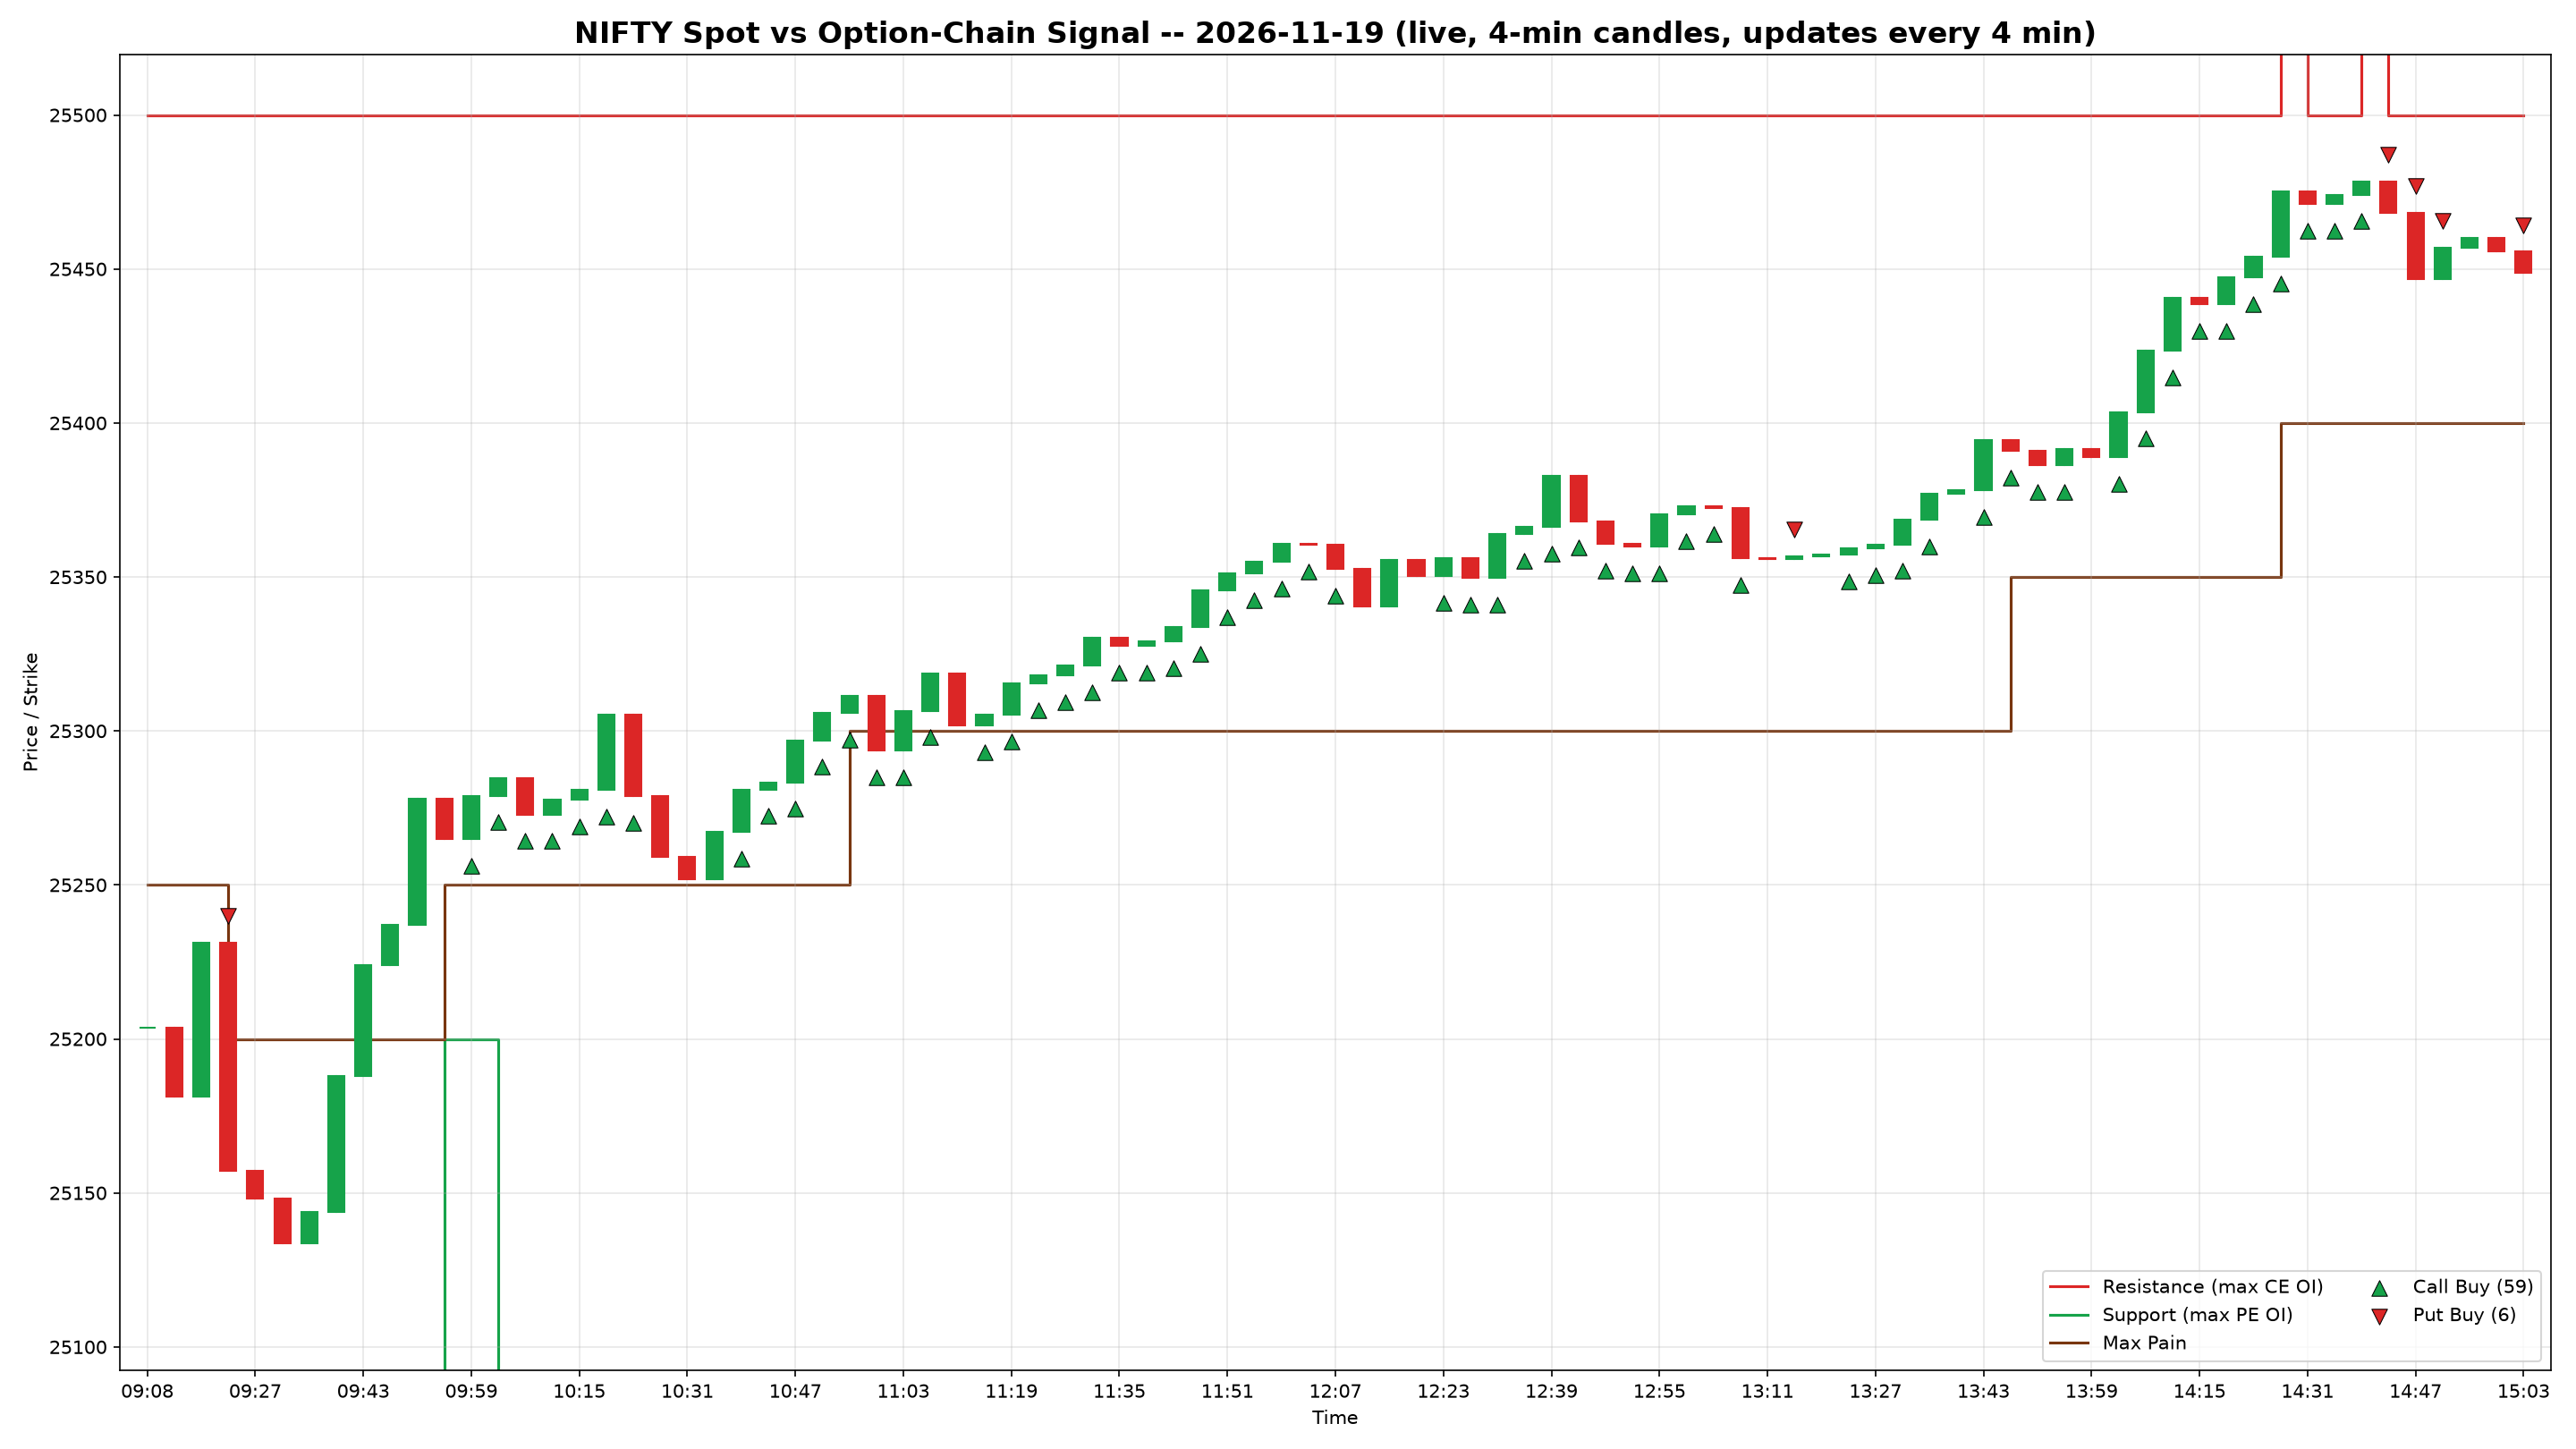 NIFTY Spot vs Option-Chain Signal -- 2026-11-19 (live, 4-min candles, updates every 4 min)
25500
25450
25400
25350
25300
25250
25200
25150
25100
Price / Strike
Resistance (max CE OI)
Support (max PE OI)
Max Pain
Call Buy (59)
Put Buy (6)
09:08 09:27 09:43 09:59 10:15 10:31 10:47 11:03 11:19 11:35 11:51 12:07 12:23 12:39 12:55 13:11 13:27 13:43 13:59 14:15 14:31 14:47 15:03
Time